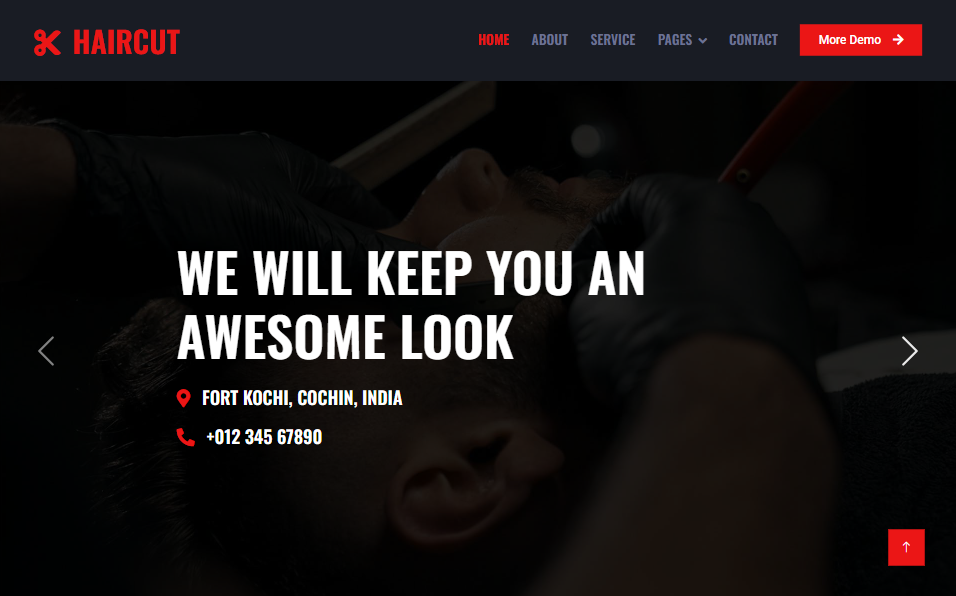 HAIRCUT
HOME ABOUT SERVICE PAGES CONTACT More Demo
WE WILL KEEP YOU AN
AWESOME LOOK
FORT KOCHI, COCHIN, INDIA
+012 345 67890